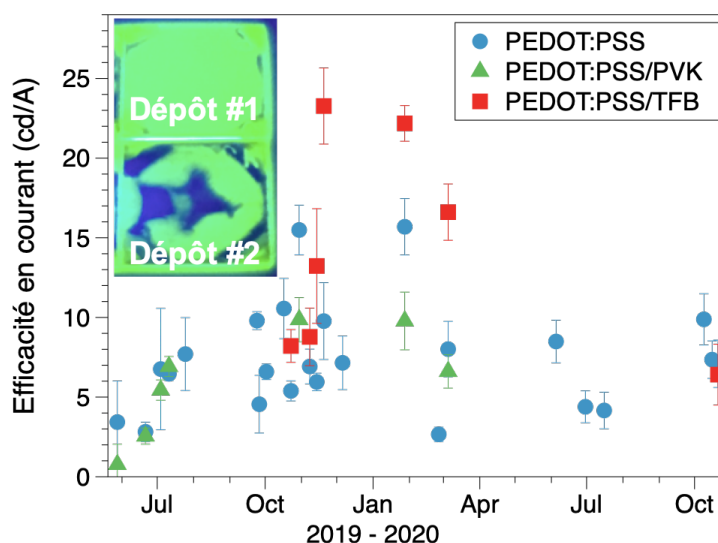 Efficacité en courant (cd/A)
25
20
15
10
5
0
Dépôt #1
Dépôt #2
PEDOT:PSS
PEDOT:PSS/PVK
PEDOT:PSS/TFB
Jul
Oct
Jan
Apr
Jul
Oct
2019 - 2020